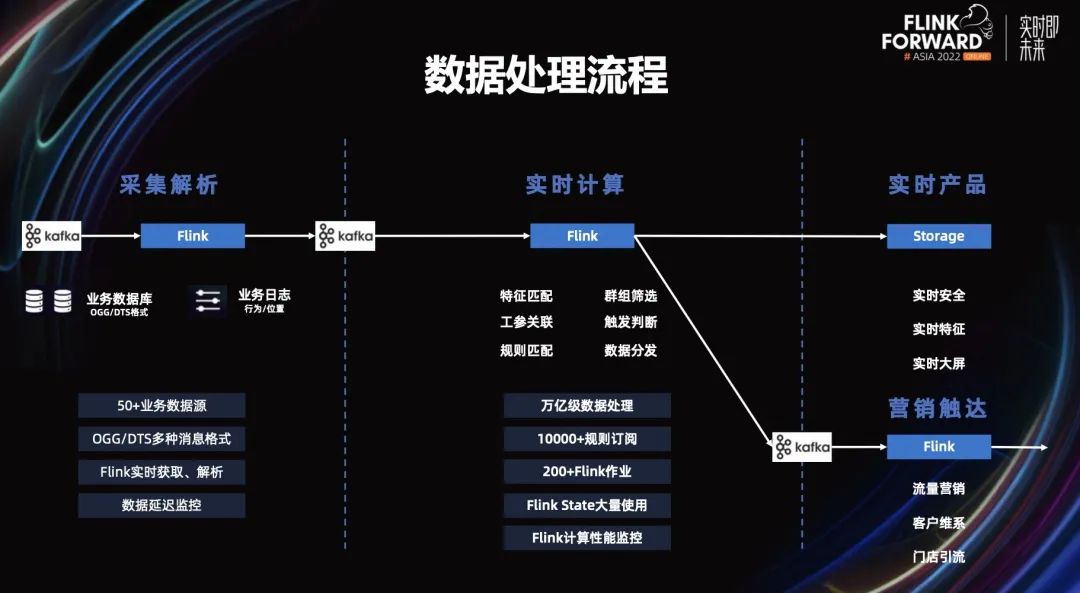 FLINK
FORWARD
# ASIA 2022 ONLINE
实时即
未来
数据处理流程
采集解析
实时计算
实时产品
kafka
Flink
kafka
Flink
Storage
业务数据库
OGG/DTS格式
业务日志
行为/位置
特征匹配
群组筛选
工参关联
触发判断
规则匹配
数据分发
实时安全
实时特征
实时大屏
50+业务数据源
OGG/DTS多种消息格式
Flink实时获取、解析
数据延迟监控
万亿级数据处理
10000+规则订阅
200+Flink作业
Flink State大量使用
Flink计算性能监控
营销触达
kafka
Flink
流量营销
客户维系
门店引流